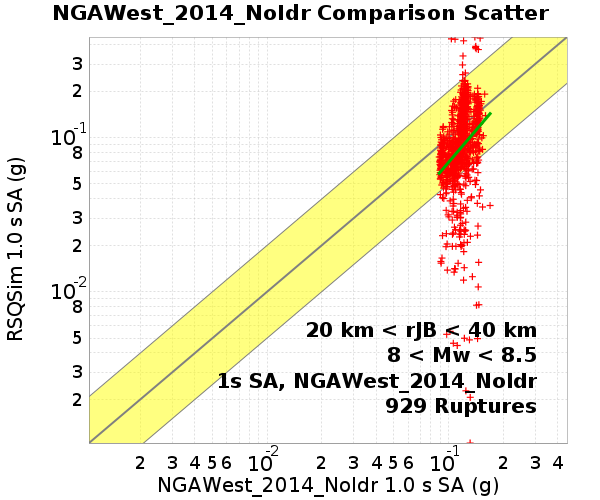 NGAWest_2014_NoIdr Comparison Scatter
RSQSim 1.0 s SA (g)
3
2
10-1
8
5
3
2
10-2
8
5
3
2
20 km < rJB < 40 km
8 < Mw < 8.5
1s SA, NGAWest_2014_NoIdr
929 Ruptures
2 3 4 5 6 10-2 2 3 4 5 6 10-1 2 3 4
NGAWest_2014_NoIdr 1.0 s SA (g)